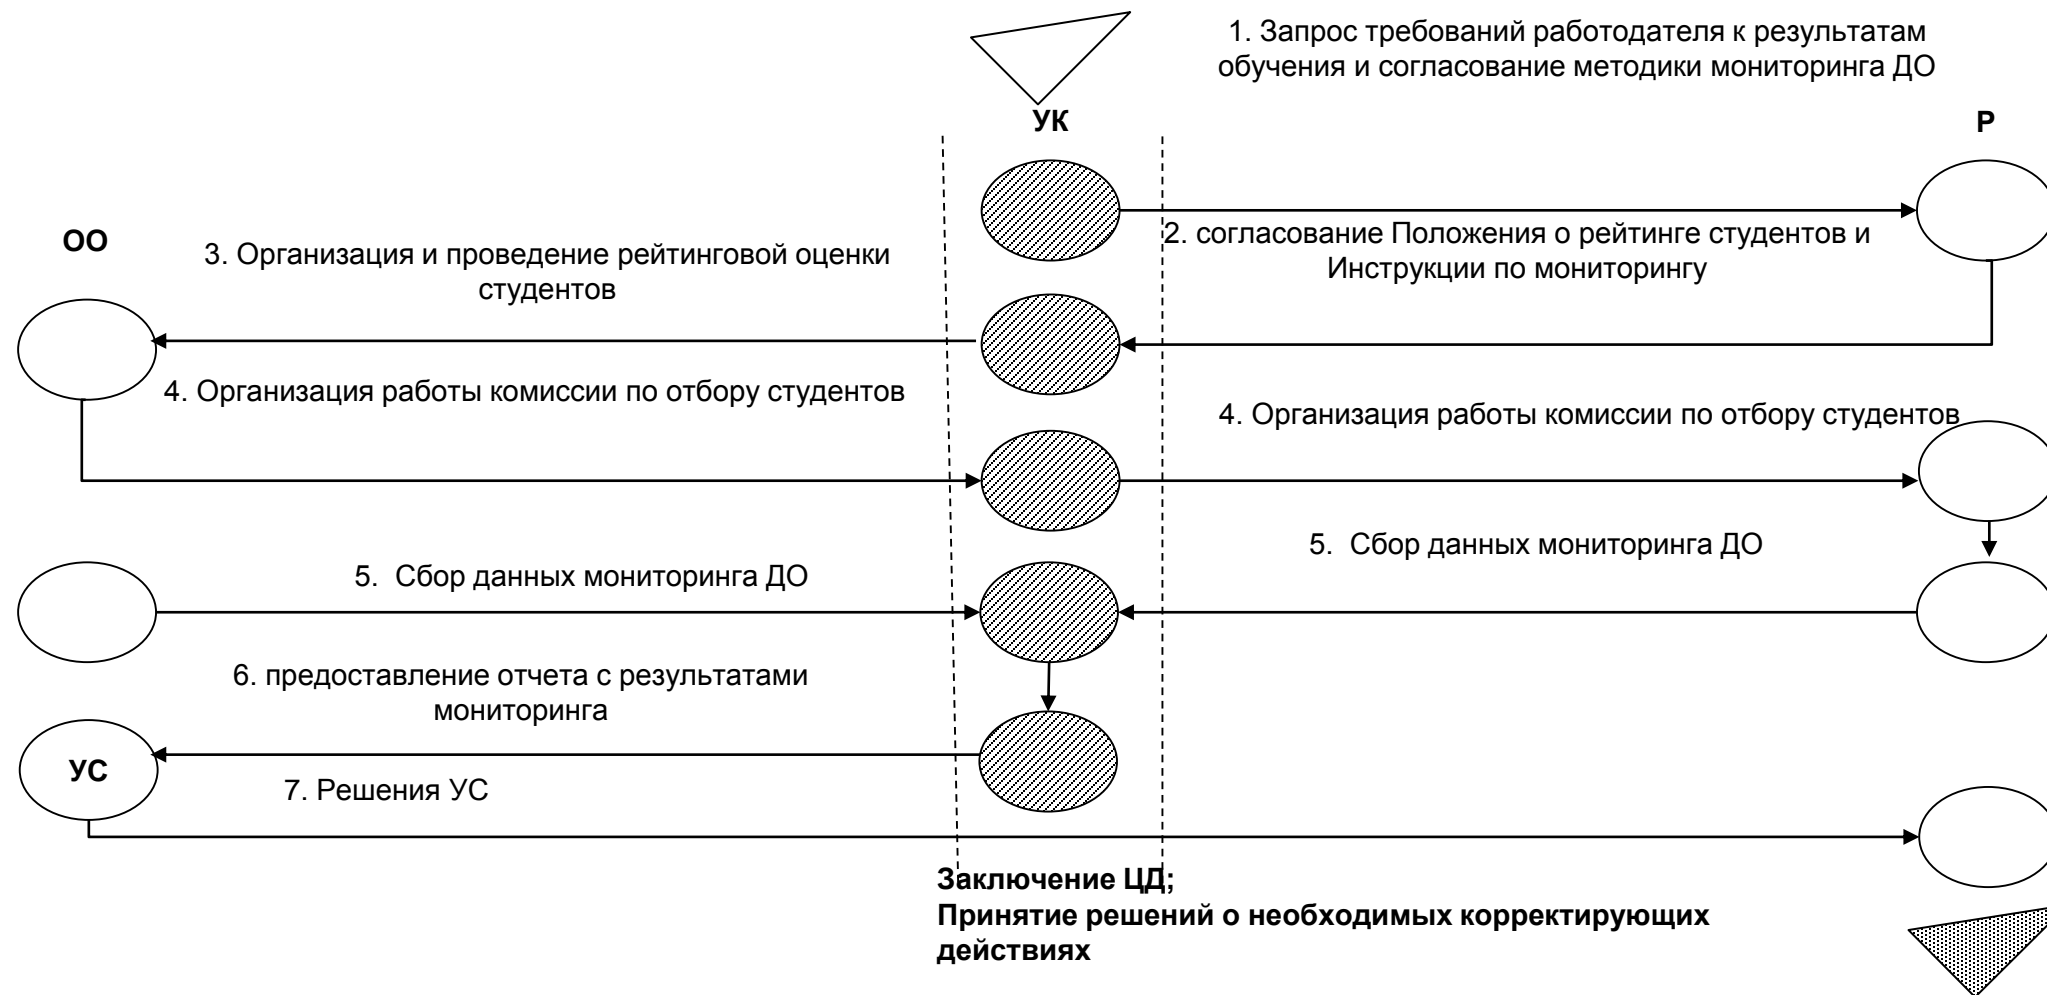 1. Запрос требований работодателя к результатам
обучения и согласование методики мониторинга ДО
УК
Р
ОО
2. согласование Положения о рейтинге студентов и
Инструкции по мониторингу
3. Организация и проведение рейтинговой оценки
студентов
4. Организация работы комиссии по отбору студентов
4. Организация работы комиссии по отбору студентов
5. Сбор данных мониторинга ДО
5. Сбор данных мониторинга ДО
6. предоставление отчета с результатами
мониторинга
УС
7. Решения УС
Заключение ЦД;
Принятие решений о необходимых корректирующих
действиях